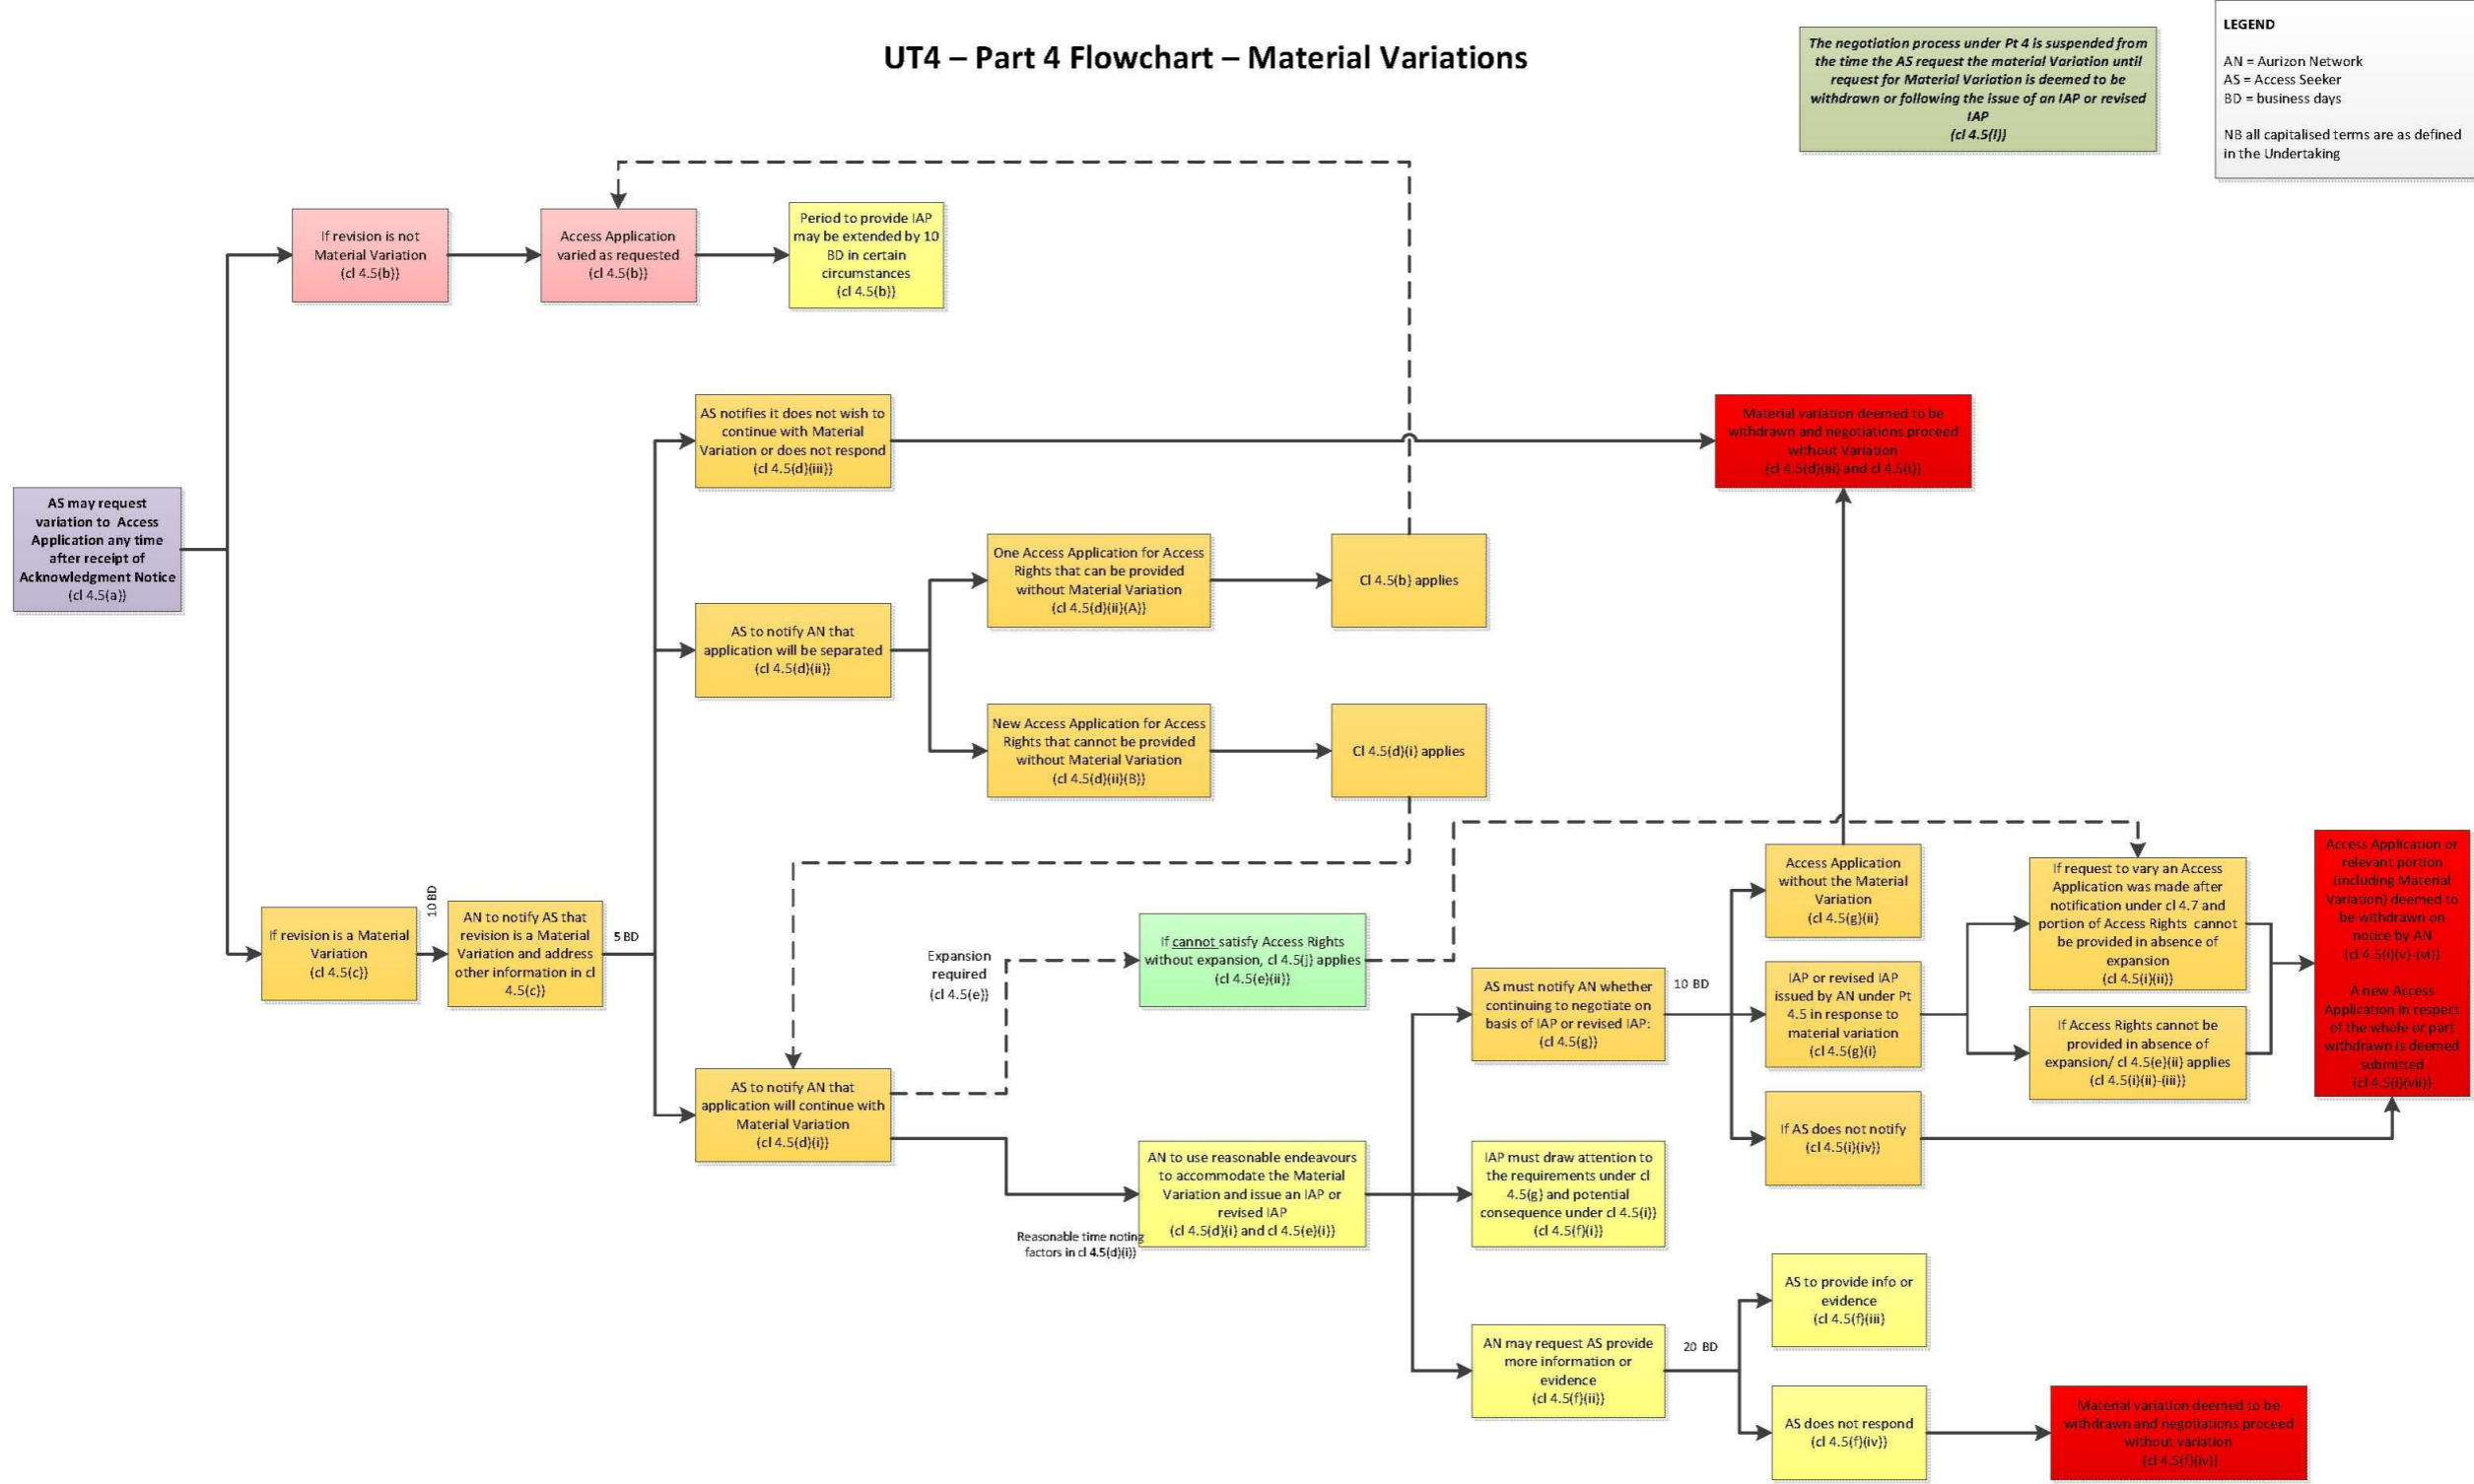 UT4 – Part 4 Flowchart – Material Variations
The negotiation process under Pt 4 is suspended from
the time the AS request the material Variation until
request for Material Variation is deemed to be
withdrawn or following the issue of an IAP or revised
IAP
(cl 4.5(l))
LEGEND
AN = Aurizon Network
AS = Access Seeker
BD = business days
NB all capitalised terms are as defined
in the Undertaking
If revision is not
Material Variation
(cl 4.5(b))
Access Application
varied as requested
(cl 4.5(b))
Period to provide IAP
may be extended by 10
BD in certain
circumstances
(cl 4.5(b))
AS notifies it does not wish to
continue with Material
Variation or does not respond
(cl 4.5(d)(iii))
Material variation deemed to be
withdrawn and negotiations proceed
without Variation
(cl 4.5(d)(iii) and cl 4.5(i))
AS may request
variation to Access
Application any time
after receipt of
Acknowledgment Notice
(cl 4.5(a))
One Access Application for Access
Rights that can be provided
without Material Variation
(cl 4.5(d)(ii)(A))
Cl 4.5(b) applies
AS to notify AN that
application will be separated
(cl 4.5(d)(ii))
New Access Application for Access
Rights that cannot be provided
without Material Variation
(cl 4.5(d)(ii)(B))
Cl 4.5(d)(i) applies
If revision is a Material
Variation
(cl 4.5(c))
10 BD
AN to notify AS that
revision is a Material
Variation and address
other information in cl
4.5(c))
5 BD
Expansion
required
(cl 4.5(e))
If cannot satisfy Access Rights
without expansion, cl 4.5(j) applies
(cl 4.5(e)(ii))
AS to notify AN that
application will continue with
Material Variation
(cl 4.5(d)(i))
Reasonable time noting
factors in cl 4.5(d)(i))
AN to use reasonable endeavours
to accommodate the Material
Variation and issue an IAP or
revised IAP
(cl 4.5(d)(i) and cl 4.5(e)(i))
AS must notify AN whether
continuing to negotiate on
basis of IAP or revised IAP:
(cl 4.5(g))
10 BD
Access Application
without the Material
Variation
(cl 4.5(g)(ii)
IAP or revised IAP
issued by AN under Pt
4.5 in response to
material variation
(cl 4.5(g)(i)
If AS does not notify
(cl 4.5(i)(iv))
If request to vary an Access
Application was made after
notification under cl 4.7 and
portion of Access Rights cannot
be provided in absence of
expansion
(cl 4.5(i)(ii))
If Access Rights cannot be
provided in absence of
expansion/ cl 4.5(e)(ii) applies
(cl 4.5(i)(ii)-(iii))
Access Application or
relevant portion
(including Material
Variation) deemed to
be withdrawn on
notice by AN
(cl 4.5(i)(v)-(vi))
A new Access
Application in respect
of the whole or part
withdrawn is deemed
submitted
(cl 4.5(i)(vii))
IAP must draw attention to
the requirements under cl
4.5(g) and potential
consequence under cl 4.5(i))
(cl 4.5(f)(i))
AN may request AS provide
more information or
evidence
(cl 4.5(f)(ii))
20 BD
AS to provide info or
evidence
(cl 4.5(f)(iii)
AS does not respond
(cl 4.5(f)(iv))
Material variation deemed to be
withdrawn and negotiations proceed
without variation
(cl 4.5(f)(iv))